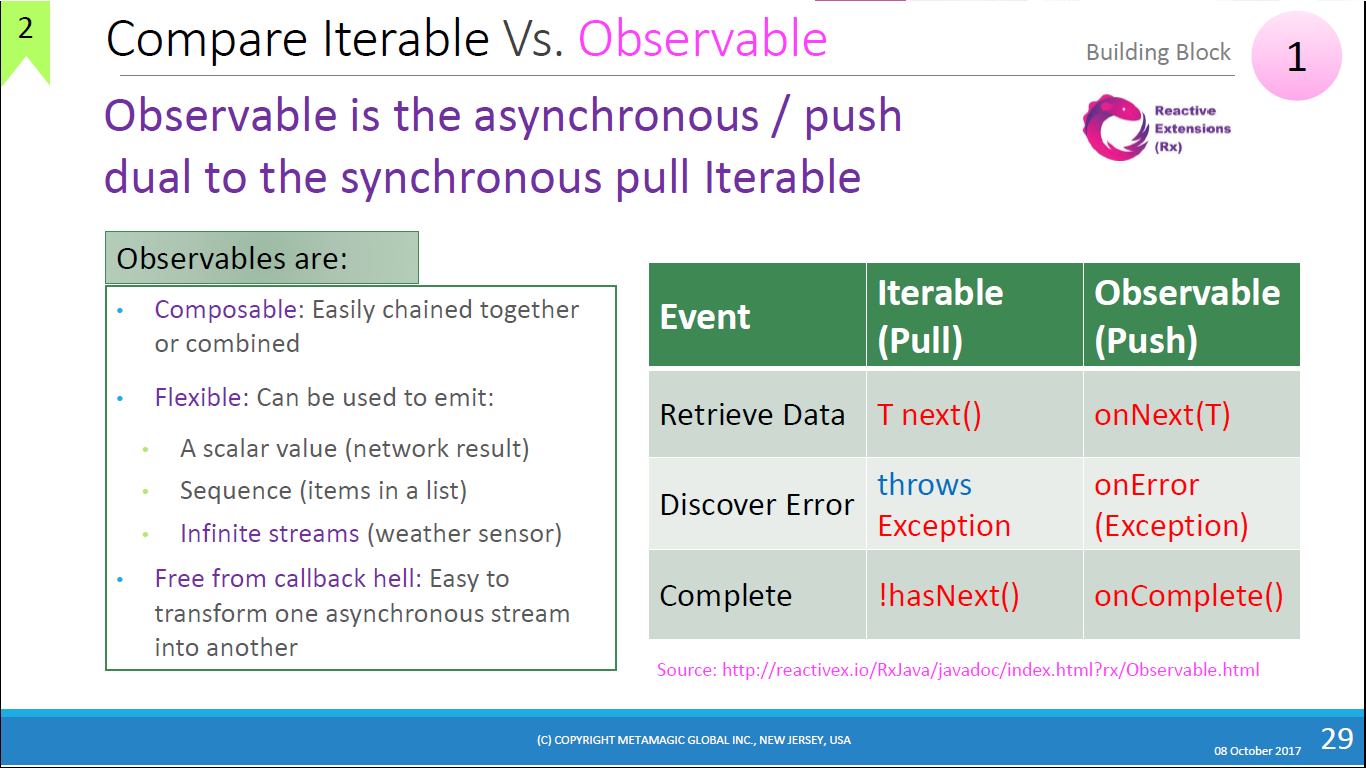 2
Compare Iterable Vs. Observable
Building Block
1
Observable is the asynchronous / push
dual to the synchronous pull Iterable
Reactive
Extensions
(Rx)
Observables are:
• Composable: Easily chained together
or combined
• Flexible: Can be used to emit:
• A scalar value (network result)
• Sequence (items in a list)
• Infinite streams (weather sensor)
• Free from callback hell: Easy to
transform one asynchronous stream
into another
Event
Iterable
(Pull)
Observable
(Push)
Retrieve Data
T next()
onNext(T)
Discover Error
throws
Exception
onError
(Exception)
Complete
!hasNext()
onComplete()
Source: http://reactivex.io/RxJava/javadoc/index.html?rx/Observable.html
(C) COPYRIGHT METAMAGIC GLOBAL INC., NEW JERSEY, USA
08 October 2017
29